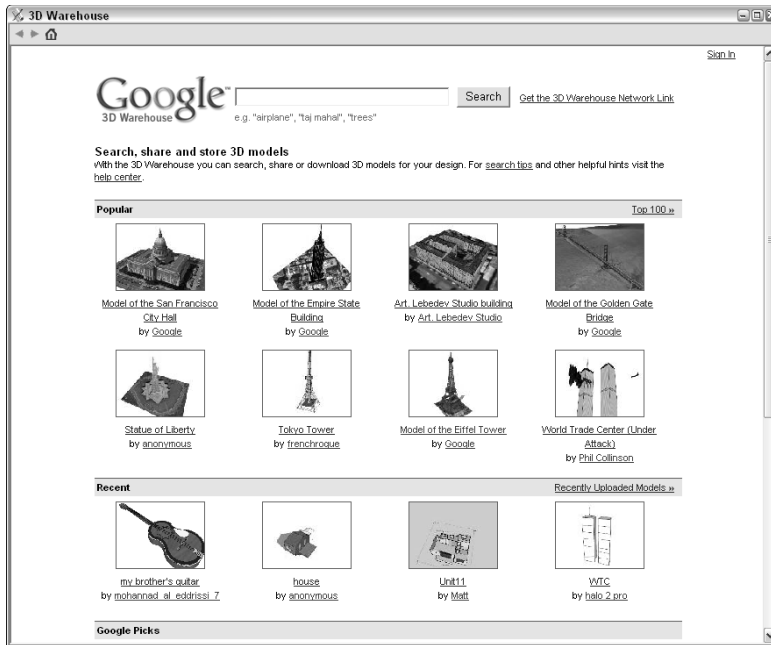 3D Warehouse
Sign In
Google™
3D Warehouse
Search
Get the 3D Warehouse Network Link
e.g. "airplane", "taj mahal", "trees"
Search, share and store 3D models
With the 3D Warehouse you can search, share or download 3D models for your design. For search tips and other helpful hints visit the
help center.
Popular
Top 100 »
Model of the San Francisco
City Hall
by Google
Model of the Empire State
Building
by Google
Art. Lebedev Studio building
by Art. Lebedev Studio
Model of the Golden Gate
Bridge
by Google
Statue of Liberty
by anonymous
Tokyo Tower
by frenchroque
Model of the Eiffel Tower
by Google
World Trade Center (Under
Attack)
by Phil Collinson
Recent
Recently Uploaded Models »
my brother's guitar
by mohannad_al_eddrissi_7
house
by anonymous
Unit11
by Matt
WTC
by halo 2 pro
Google Picks